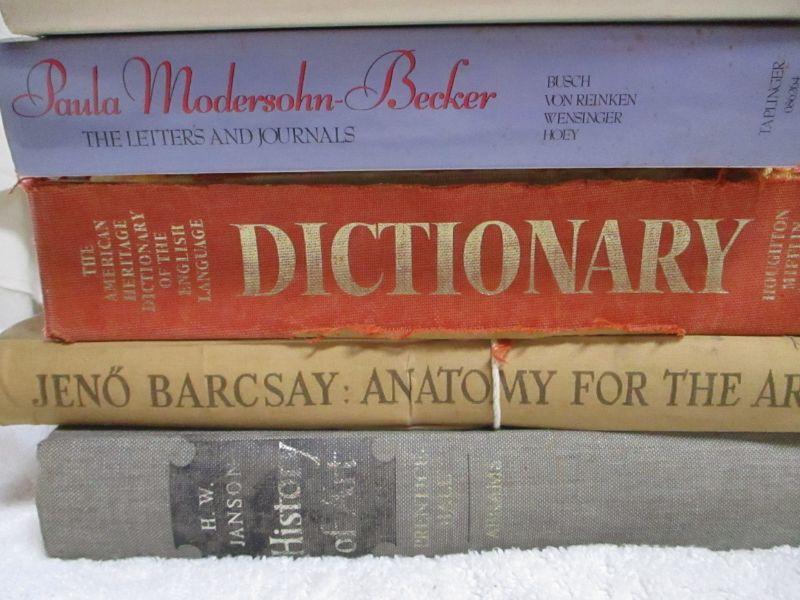 Paula Modersohn-Becker
THE LETTERS AND JOURNALS
BUSCH
VON REINKEN
WENSINGER
HOEY
TAPLINGER
THE
AMERICAN
HERITAGE
DICTIONARY
OF THE
ENGLISH
LANGUAGE
DICTIONARY
HOUGHTON
MIFFLIN
JENŐ BARCSAY: ANATOMY FOR THE AR
H. W.
JANSON
History
of Art
PRENTICE-
HALL
ABRAMS